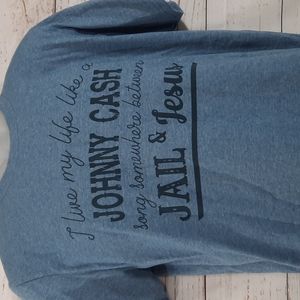 I live my life like a
JOHNNY CASH
song somewhere between
JAIL & Jesus